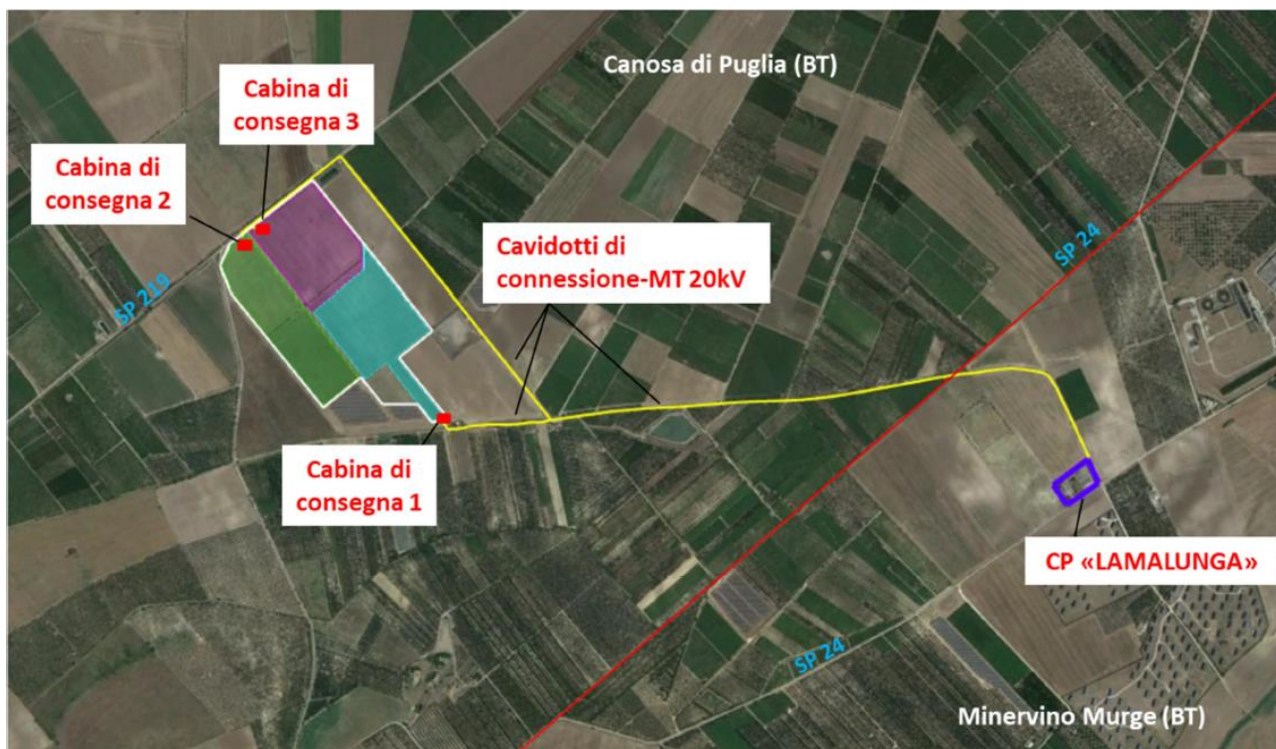 Canosa di Puglia (BT)
Cabina di
consegna 3
Cabina di
consegna 2
Cavidotti di
connessione-MT 20kV
SP 24
SP 219
Cabina di
consegna 1
CP «LAMALUNGA»
SP 24
Minervino Murge (BT)